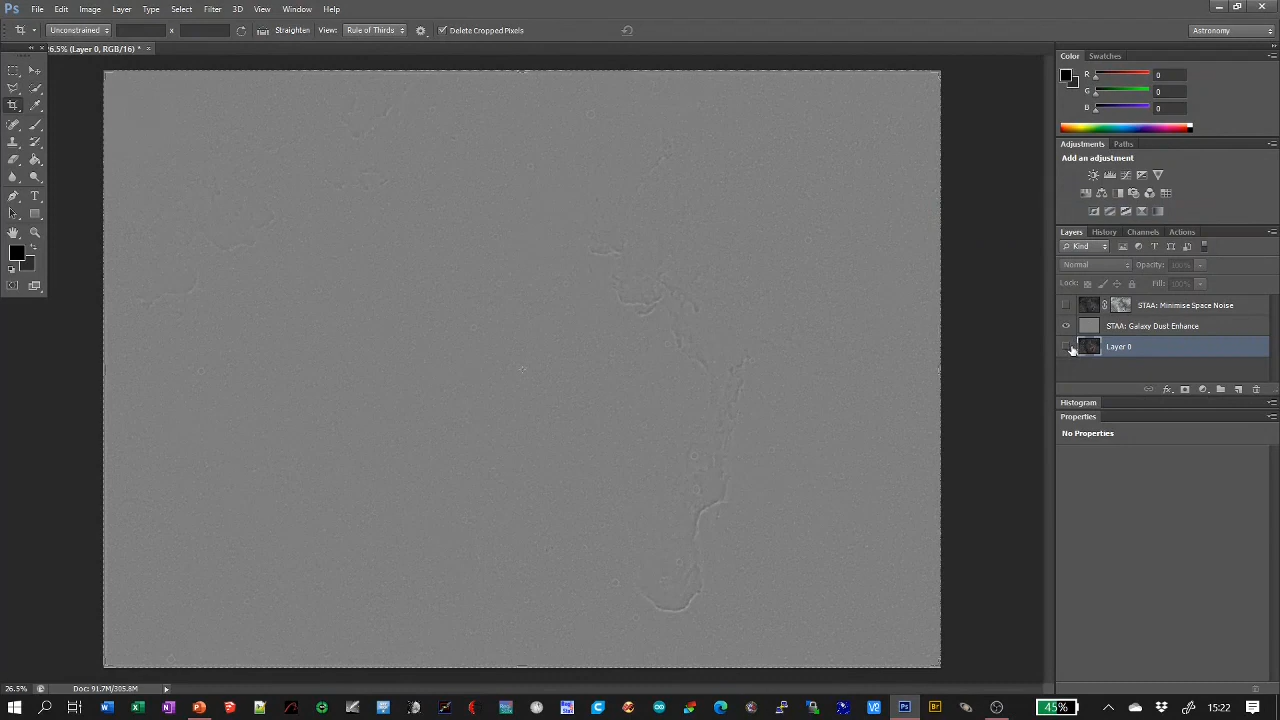 Ps File Edit Image Layer Type Select Filter 3D View Window Help
Unconstrained x Straighten View: Rule of Thirds Delete Cropped Pixels Astronomy
6.5% (Layer 0, RGB/16) * ×
Color Swatches
R 0
G 0
B 0
Adjustments Paths
Add an adjustment
Layers History Channels Actions
Kind
Normal Opacity: 100%
Lock: Fill: 100%
STAA: Minimise Space Noise
STAA: Galaxy Dust Enhance
Layer 0
Histogram
Properties
No Properties
26.5% Doc: 91.7M/305.8M
45% 15:22